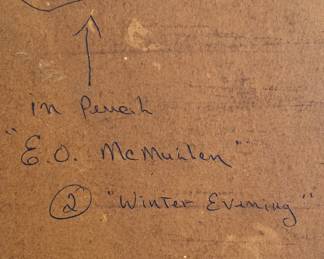 in Pencil
"E.O. McMullen"
② "Winter Evening"